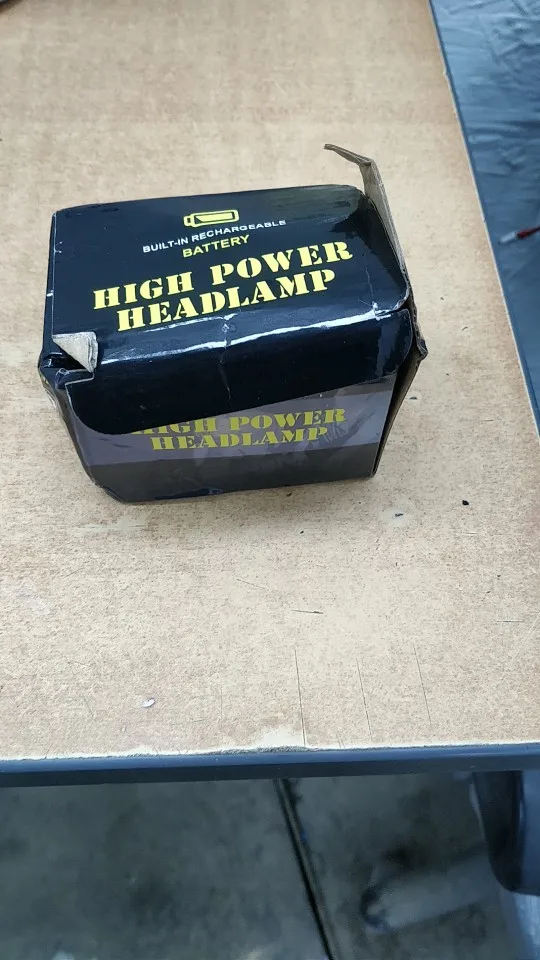 BUILT-IN RECHARGEABLE
BATTERY
HIGH POWER
HEADLAMP
HIGH POWER
HEADLAMP